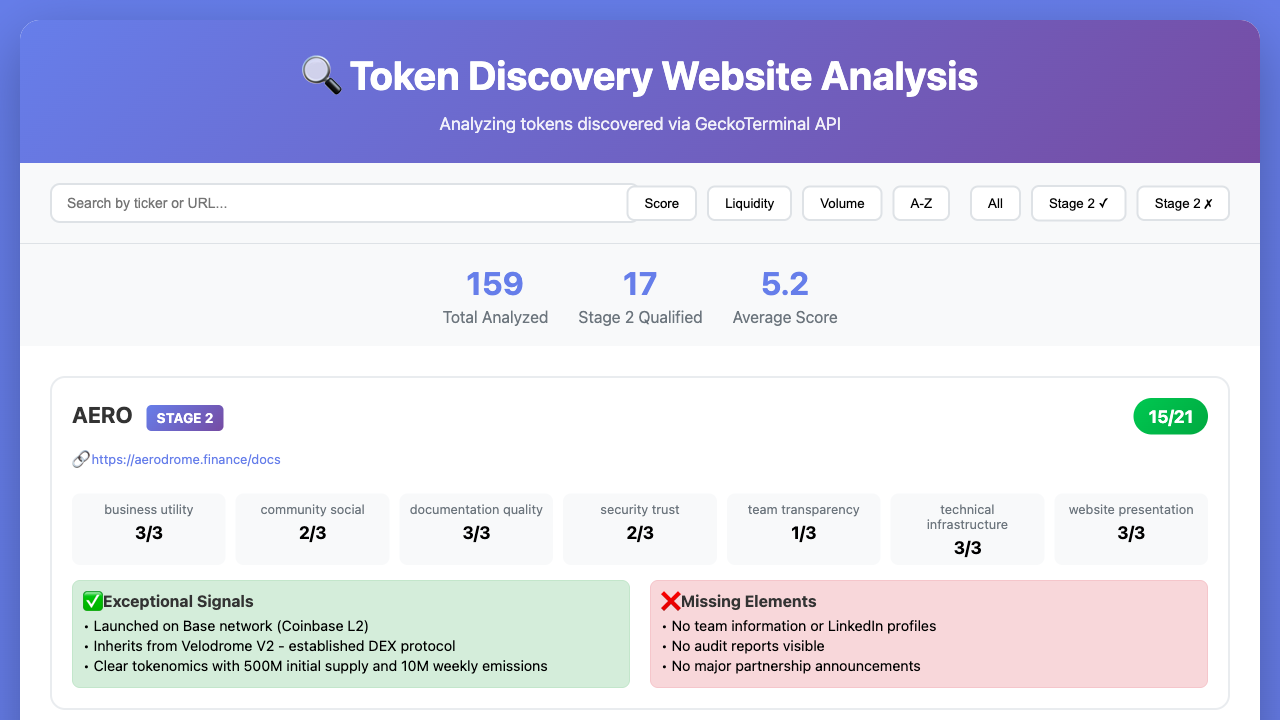 Token Discovery Website Analysis
Analyzing tokens discovered via GeckoTerminal API
Search by ticker or URL... Score Liquidity Volume A-Z All Stage 2 ✓ Stage 2 ✗
159 17 5.2
Total Analyzed Stage 2 Qualified Average Score
AERO STAGE 2 15/21
https://aerodrome.finance/docs
business utility
3/3
community social
2/3
documentation quality
3/3
security trust
2/3
team transparency
1/3
technical
infrastructure
3/3
website presentation
3/3
Exceptional Signals
• Launched on Base network (Coinbase L2)
• Inherits from Velodrome V2 - established DEX protocol
• Clear tokenomics with 500M initial supply and 10M weekly emissions
Missing Elements
• No team information or LinkedIn profiles
• No audit reports visible
• No major partnership announcements